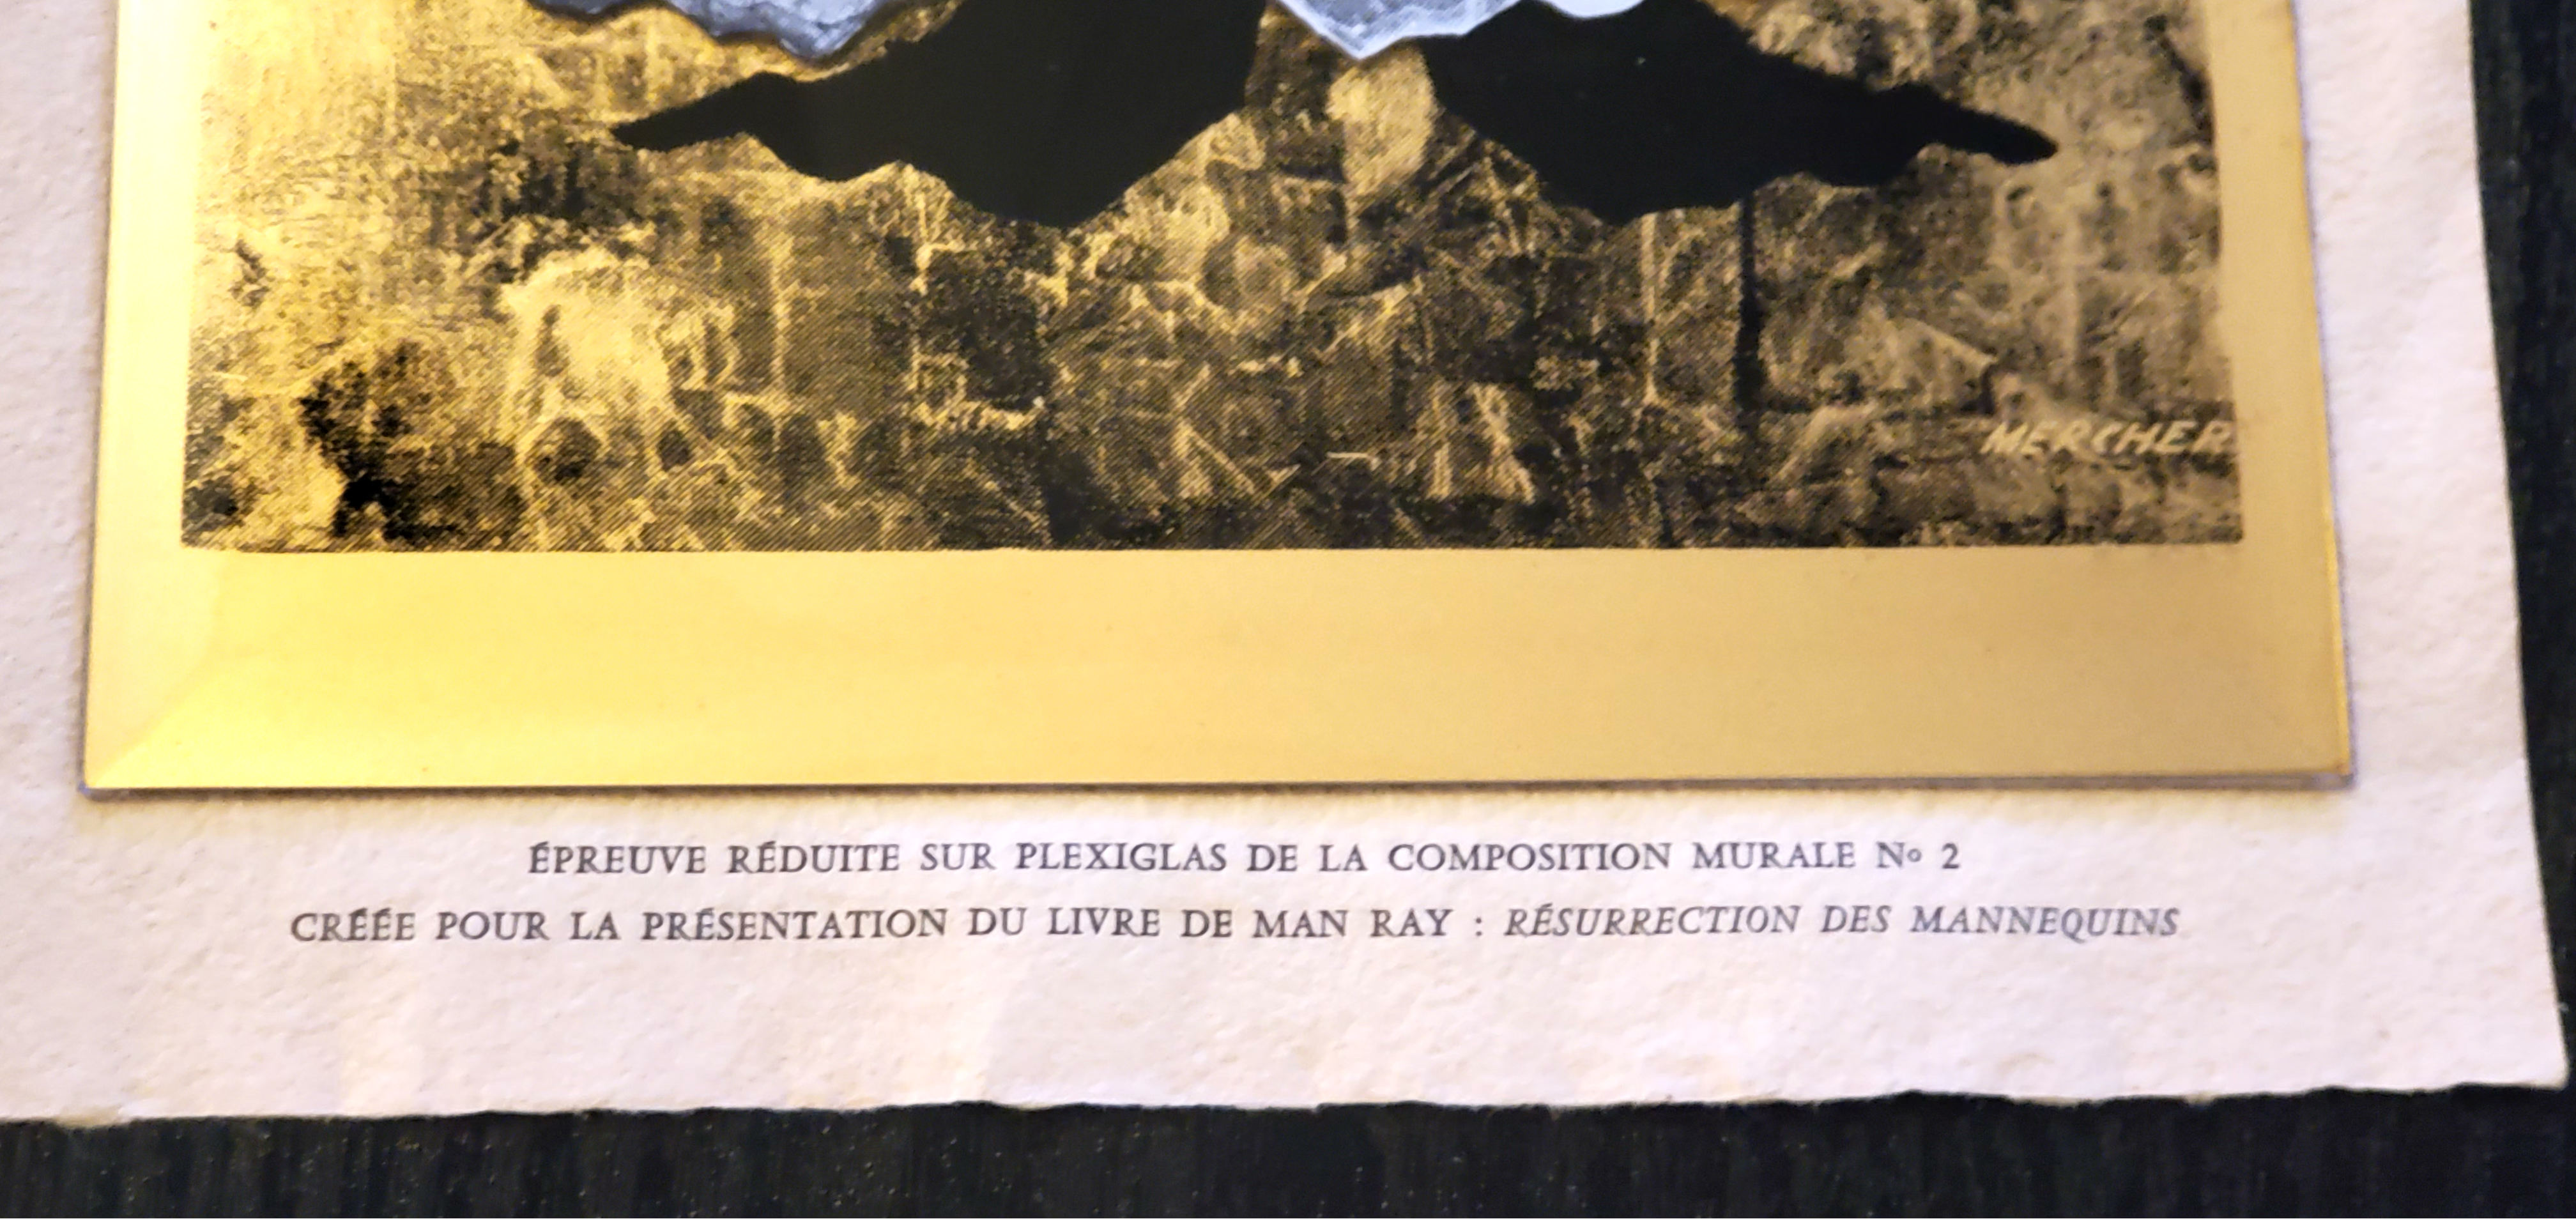 MERCHER
ÉPREUVE RÉDUITE SUR PLEXIGLAS DE LA COMPOSITION MURALE Nº 2
CRÉÉE POUR LA PRÉSENTATION DU LIVRE DE MAN RAY : RÉSURRECTION DES MANNEQUINS